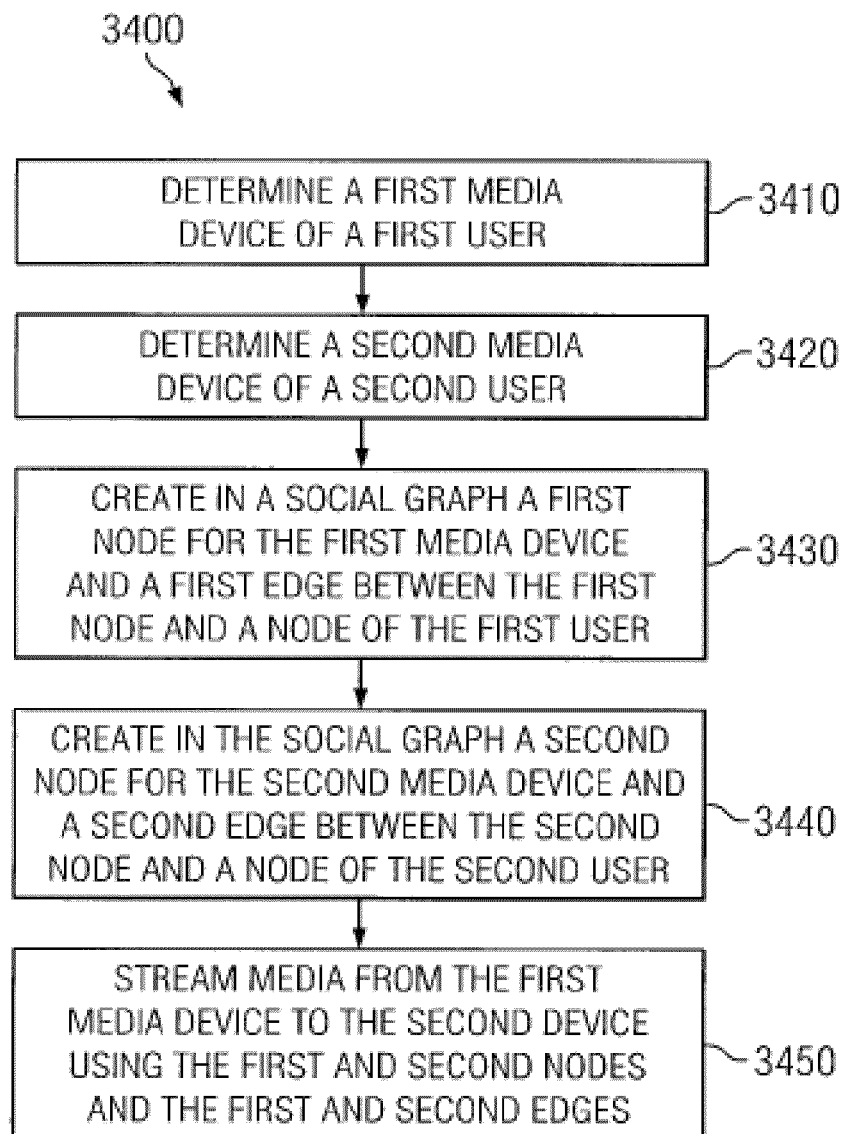 3400
DETERMINE A FIRST MEDIA
DEVICE OF A FIRST USER
3410
DETERMINE A SECOND MEDIA
DEVICE OF A SECOND USER
3420
CREATE IN A SOCIAL GRAPH A FIRST
NODE FOR THE FIRST MEDIA DEVICE
AND A FIRST EDGE BETWEEN THE FIRST
NODE AND A NODE OF THE FIRST USER
3430
CREATE IN THE SOCIAL GRAPH A SECOND
NODE FOR THE SECOND MEDIA DEVICE AND
A SECOND EDGE BETWEEN THE SECOND
NODE AND A NODE OF THE SECOND USER
3440
STREAM MEDIA FROM THE FIRST
MEDIA DEVICE TO THE SECOND DEVICE
USING THE FIRST AND SECOND NODES
AND THE FIRST AND SECOND EDGES
3450